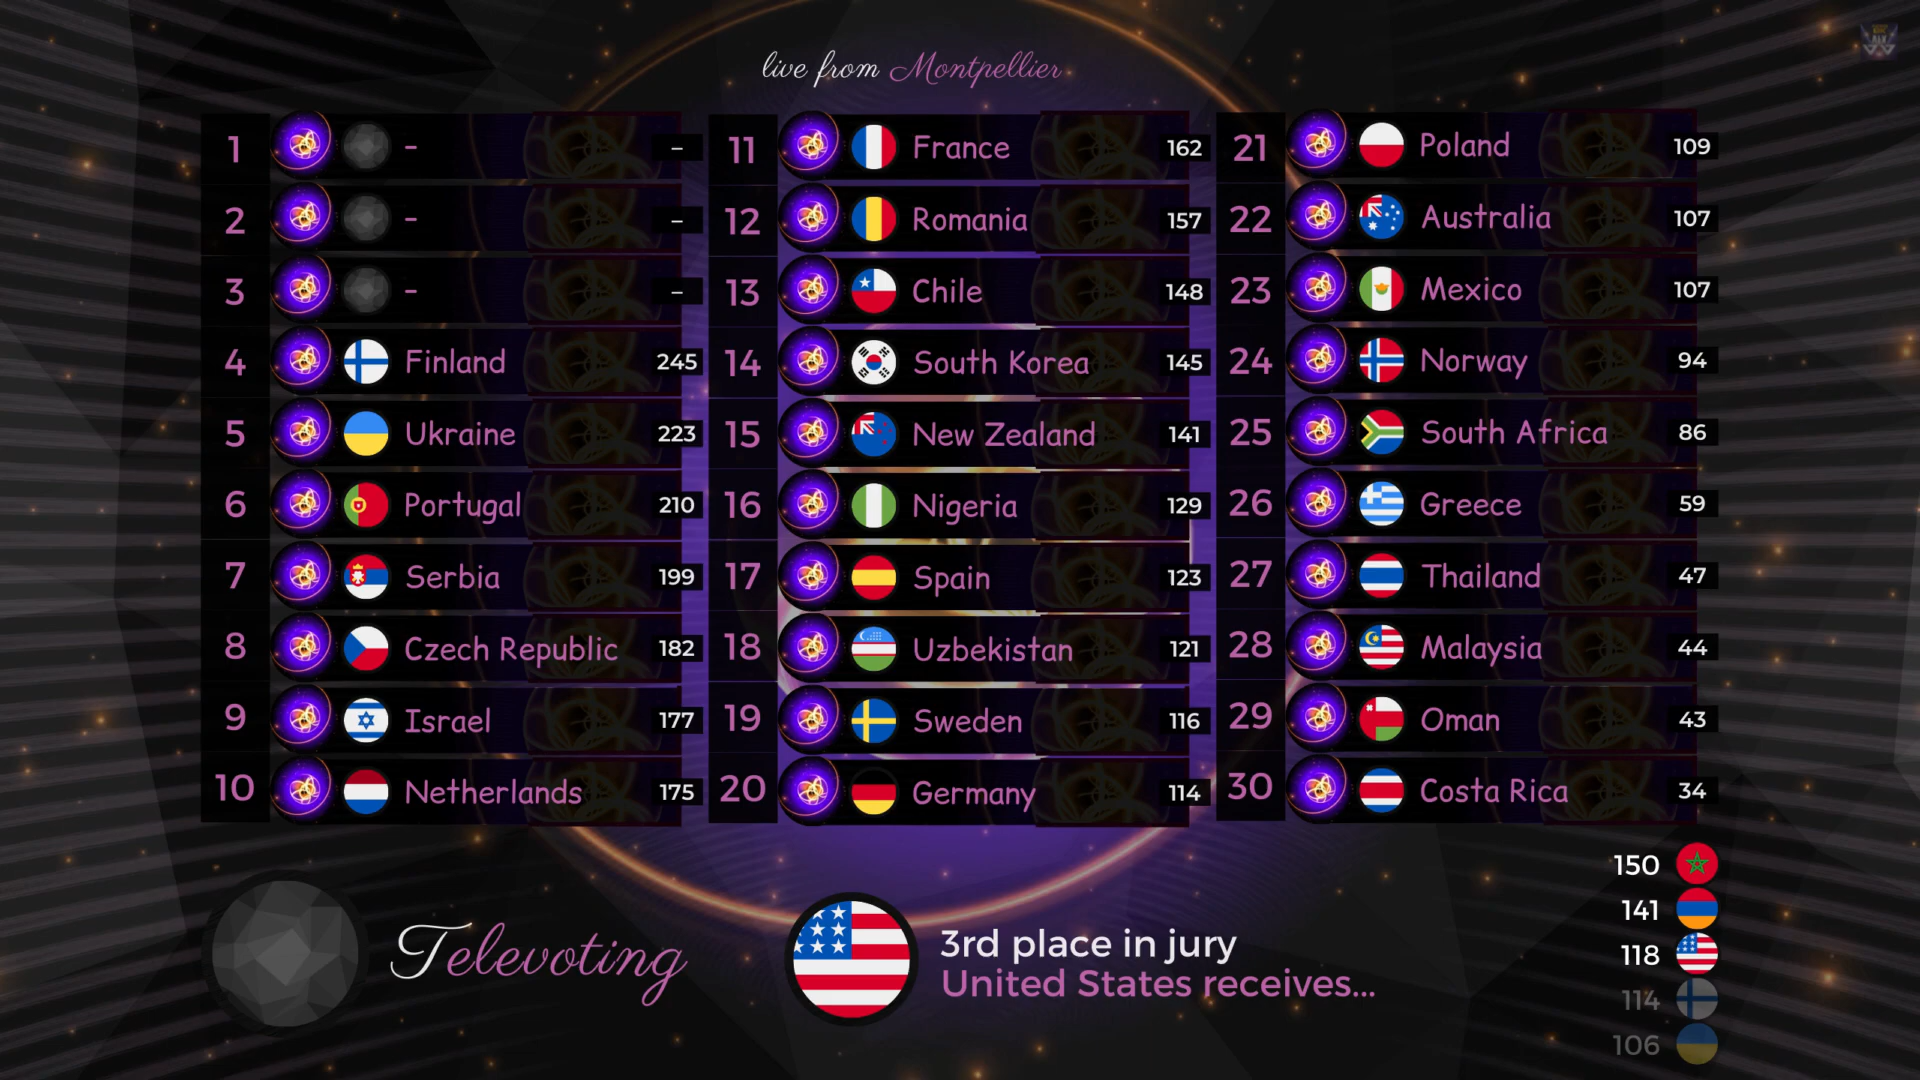 live from Montpellier
1 - –
2 - –
3 - –
4 Finland 245
5 Ukraine 223
6 Portugal 210
7 Serbia 199
8 Czech Republic 182
9 Israel 177
10 Netherlands 175
11 France 162
12 Romania 157
13 Chile 148
14 South Korea 145
15 New Zealand 141
16 Nigeria 129
17 Spain 123
18 Uzbekistan 121
19 Sweden 116
20 Germany 114
21 Poland 109
22 Australia 107
23 Mexico 107
24 Norway 94
25 South Africa 86
26 Greece 59
27 Thailand 47
28 Malaysia 44
29 Oman 43
30 Costa Rica 34
Televoting
3rd place in jury
United States receives...
150
141
118
114
106